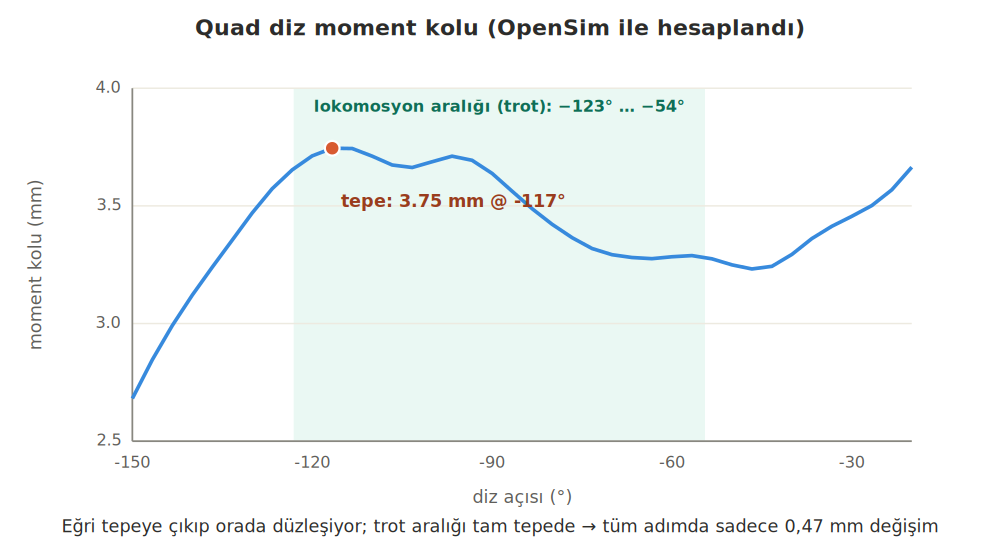 Quad diz moment kolu (OpenSim ile hesaplandı)
4.0
lokomosyon aralığı (trot): −123° … −54°
tepe: 3.75 mm @ -117°
3.5
moment kolu (mm)
3.0
2.5
-150 -120 -90 -60 -30
diz açısı (°)
Eğri tepeye çıkıp orada düzleşiyor; trot aralığı tam tepede → tüm adımda sadece 0,47 mm değişim